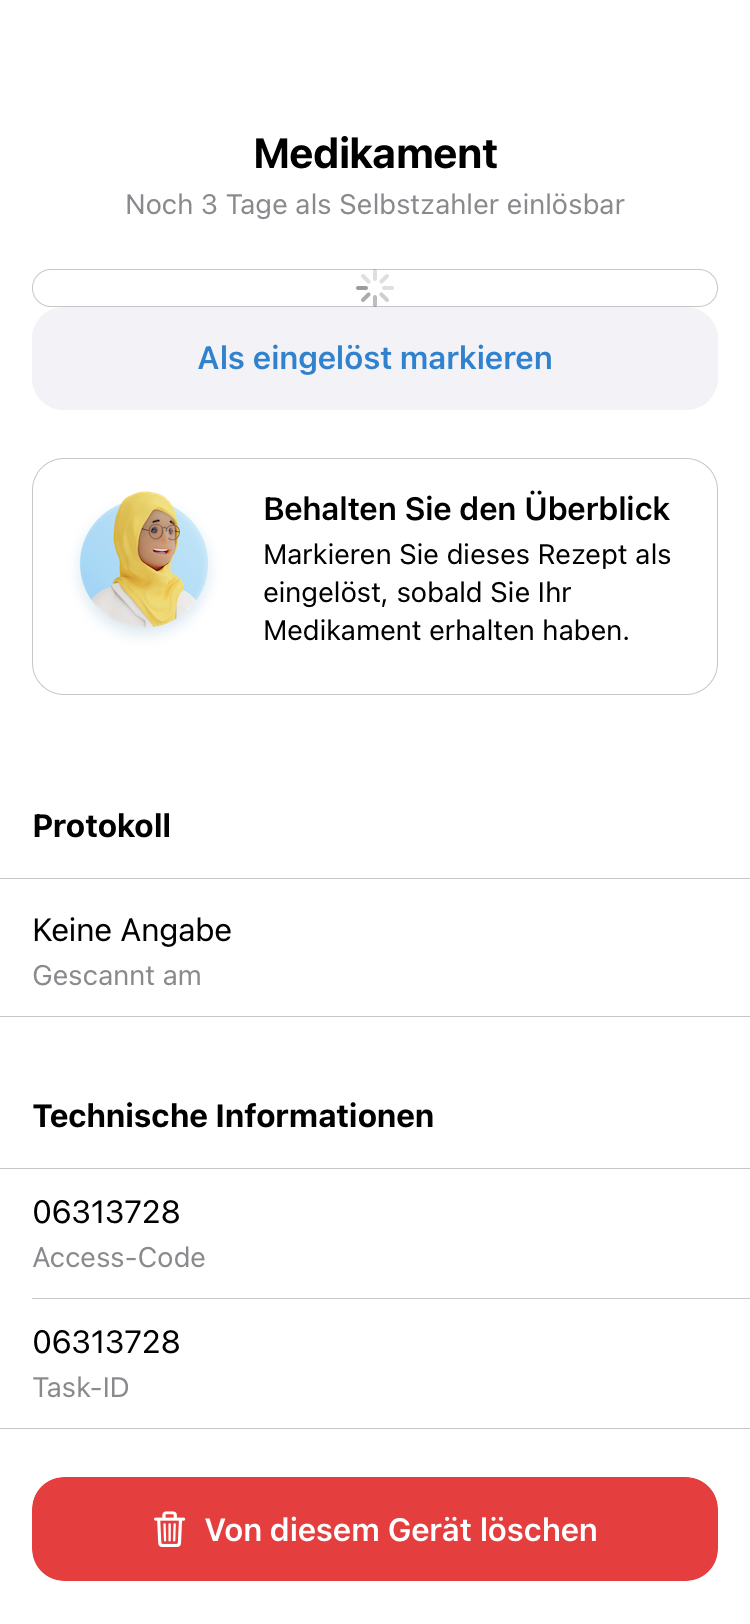 Medikament
Noch 3 Tage als Selbstzahler einlösbar
Als eingelöst markieren
Behalten Sie den Überblick
Markieren Sie dieses Rezept als
eingelöst, sobald Sie Ihr
Medikament erhalten haben.
Protokoll
Keine Angabe
Gescannt am
Technische Informationen
06313728
Access-Code
06313728
Task-ID
Von diesem Gerät löschen